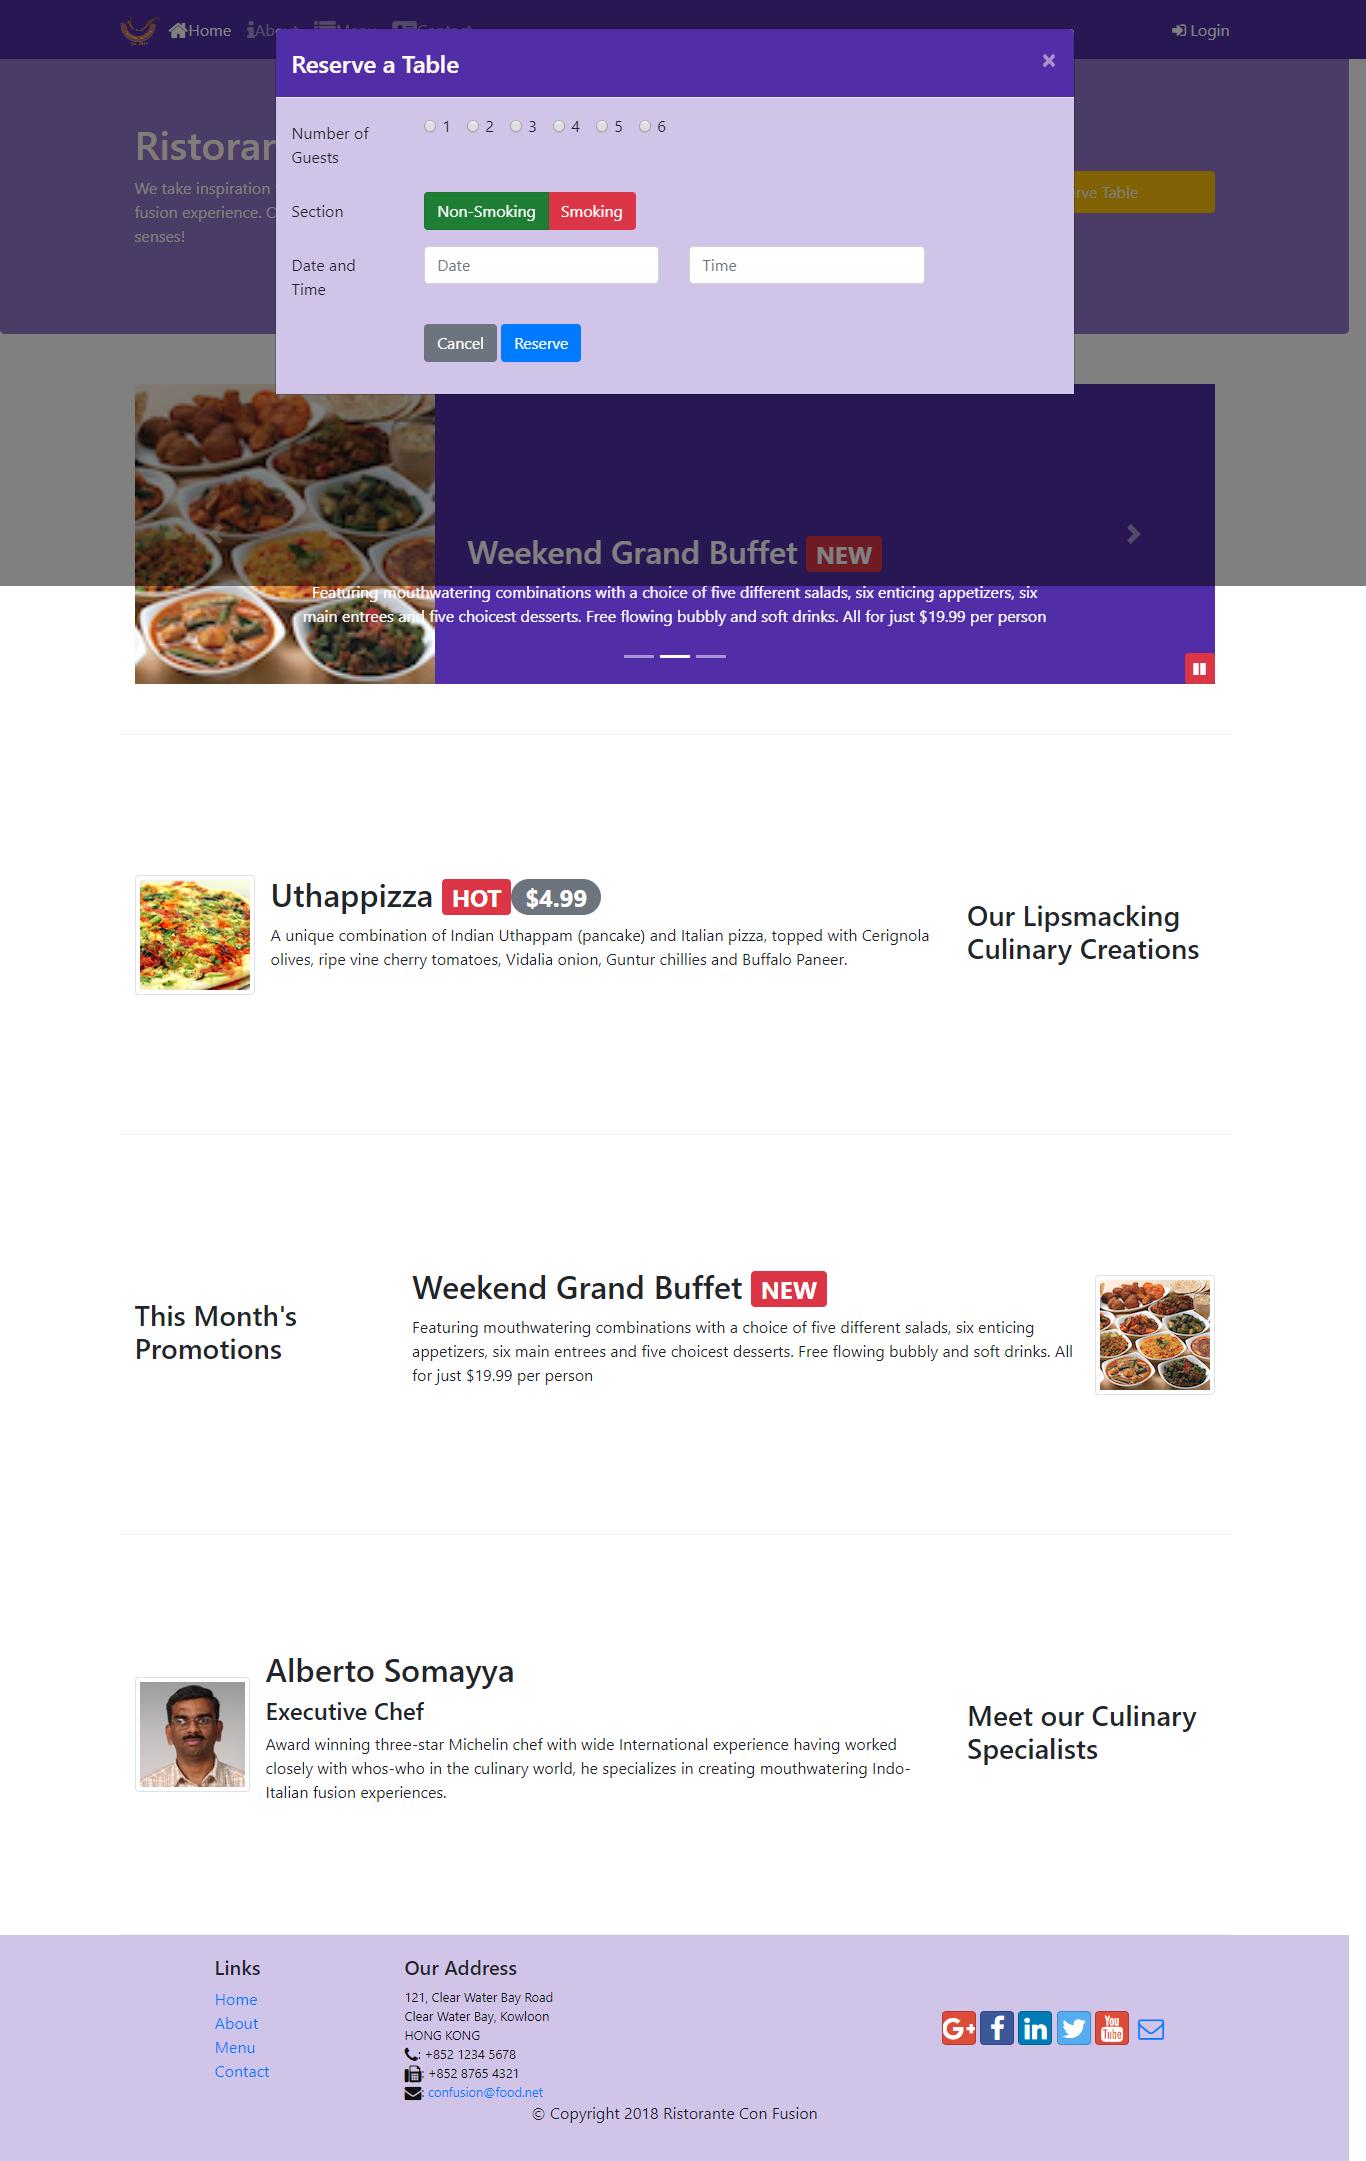 Home
Login
Reserve a Table
×
Number of
Guests
1 2 3 4 5 6
Section
Non-Smoking Smoking
Date and
Time
Date
Time
Cancel Reserve
We take inspiration
fusion experience.
senses!
Table
Weekend Grand Buffet NEW
Featuring mouthwatering combinations with a choice of five different salads, six enticing appetizers, six
main entrees and five choicest desserts. Free flowing bubbly and soft drinks. All for just $19.99 per person
Uthappizza HOT $4.99
A unique combination of Indian Uthappam (pancake) and Italian pizza, topped with Cerignola
olives, ripe vine cherry tomatoes, Vidalia onion, Guntur chillies and Buffalo Paneer.
Our Lipsmacking
Culinary Creations
This Month's
Promotions
Weekend Grand Buffet NEW
Featuring mouthwatering combinations with a choice of five different salads, six enticing
appetizers, six main entrees and five choicest desserts. Free flowing bubbly and soft drinks. All
for just $19.99 per person
Alberto Somayya
Executive Chef
Award winning three-star Michelin chef with wide International experience having worked
closely with whos-who in the culinary world, he specializes in creating mouthwatering Indo-
Italian fusion experiences.
Meet our Culinary
Specialists
Links
Home
About
Menu
Contact
Our Address
121, Clear Water Bay Road
Clear Water Bay, Kowloon
HONG KONG
: +852 1234 5678
: +852 8765 4321
: confusion@food.net
G+ f in You Tube
© Copyright 2018 Ristorante Con Fusion